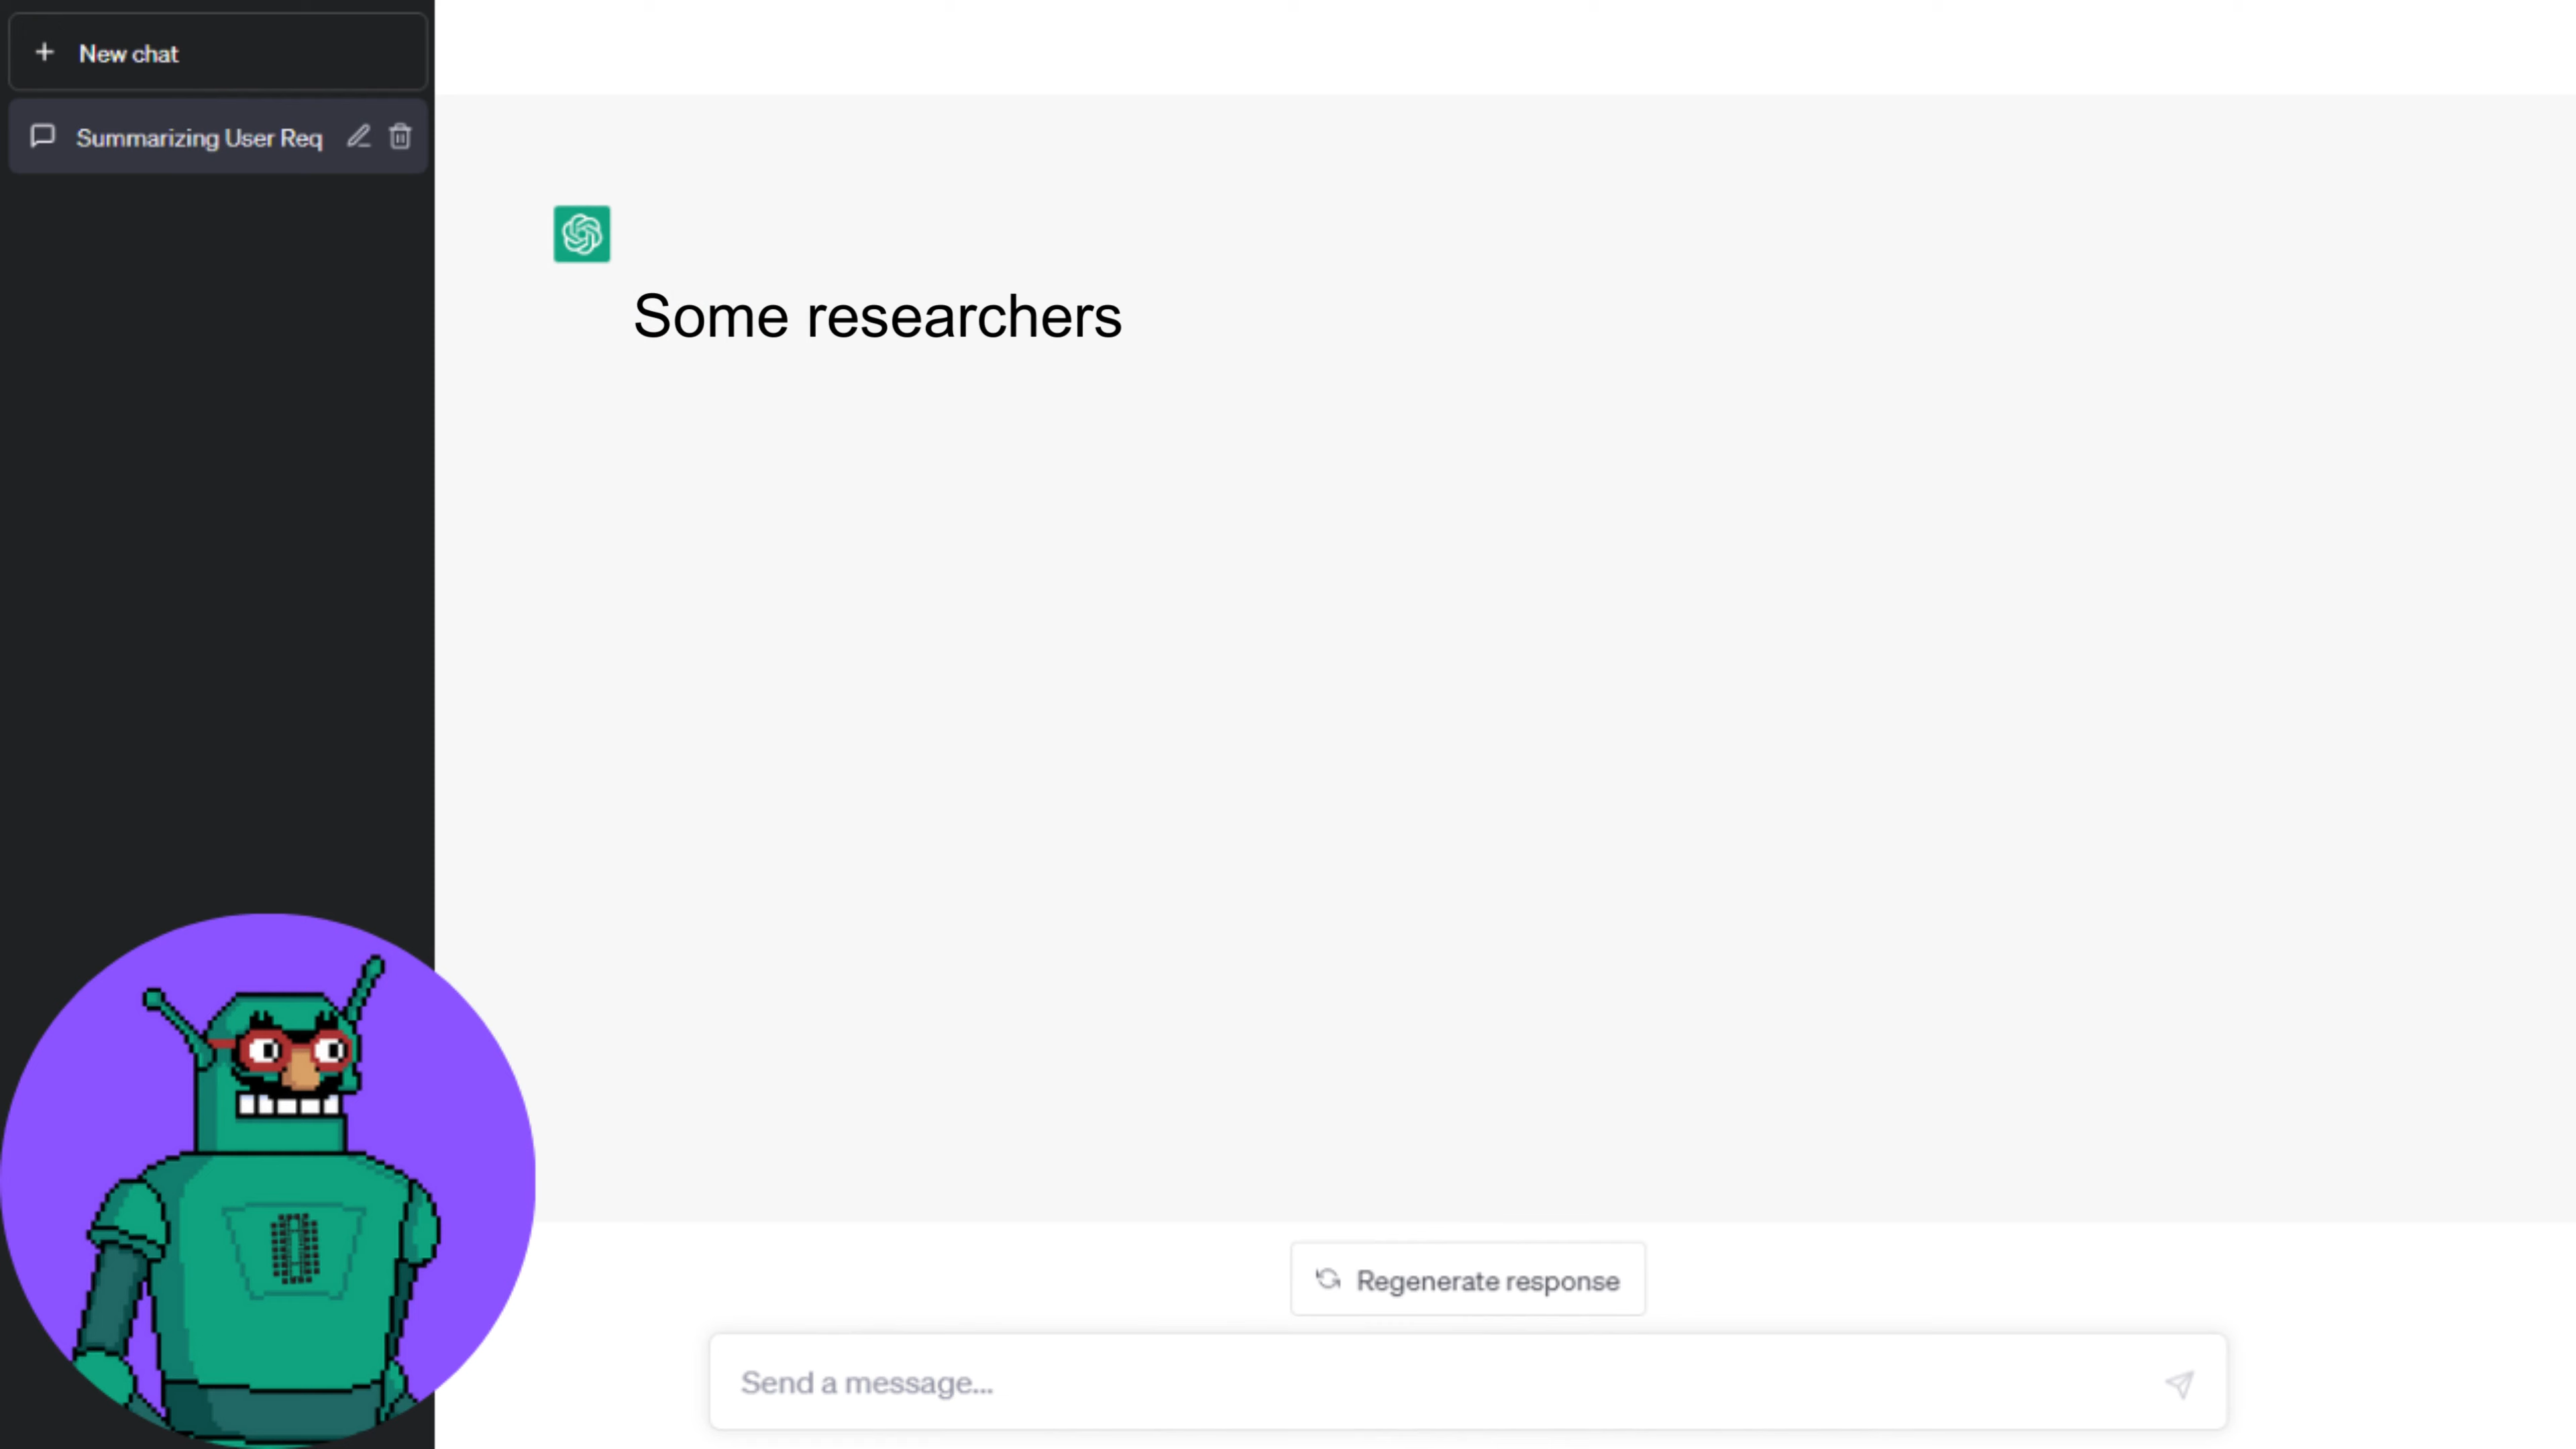 New chat
Summarizing User Req
Some researchers
Regenerate response
Send a message...